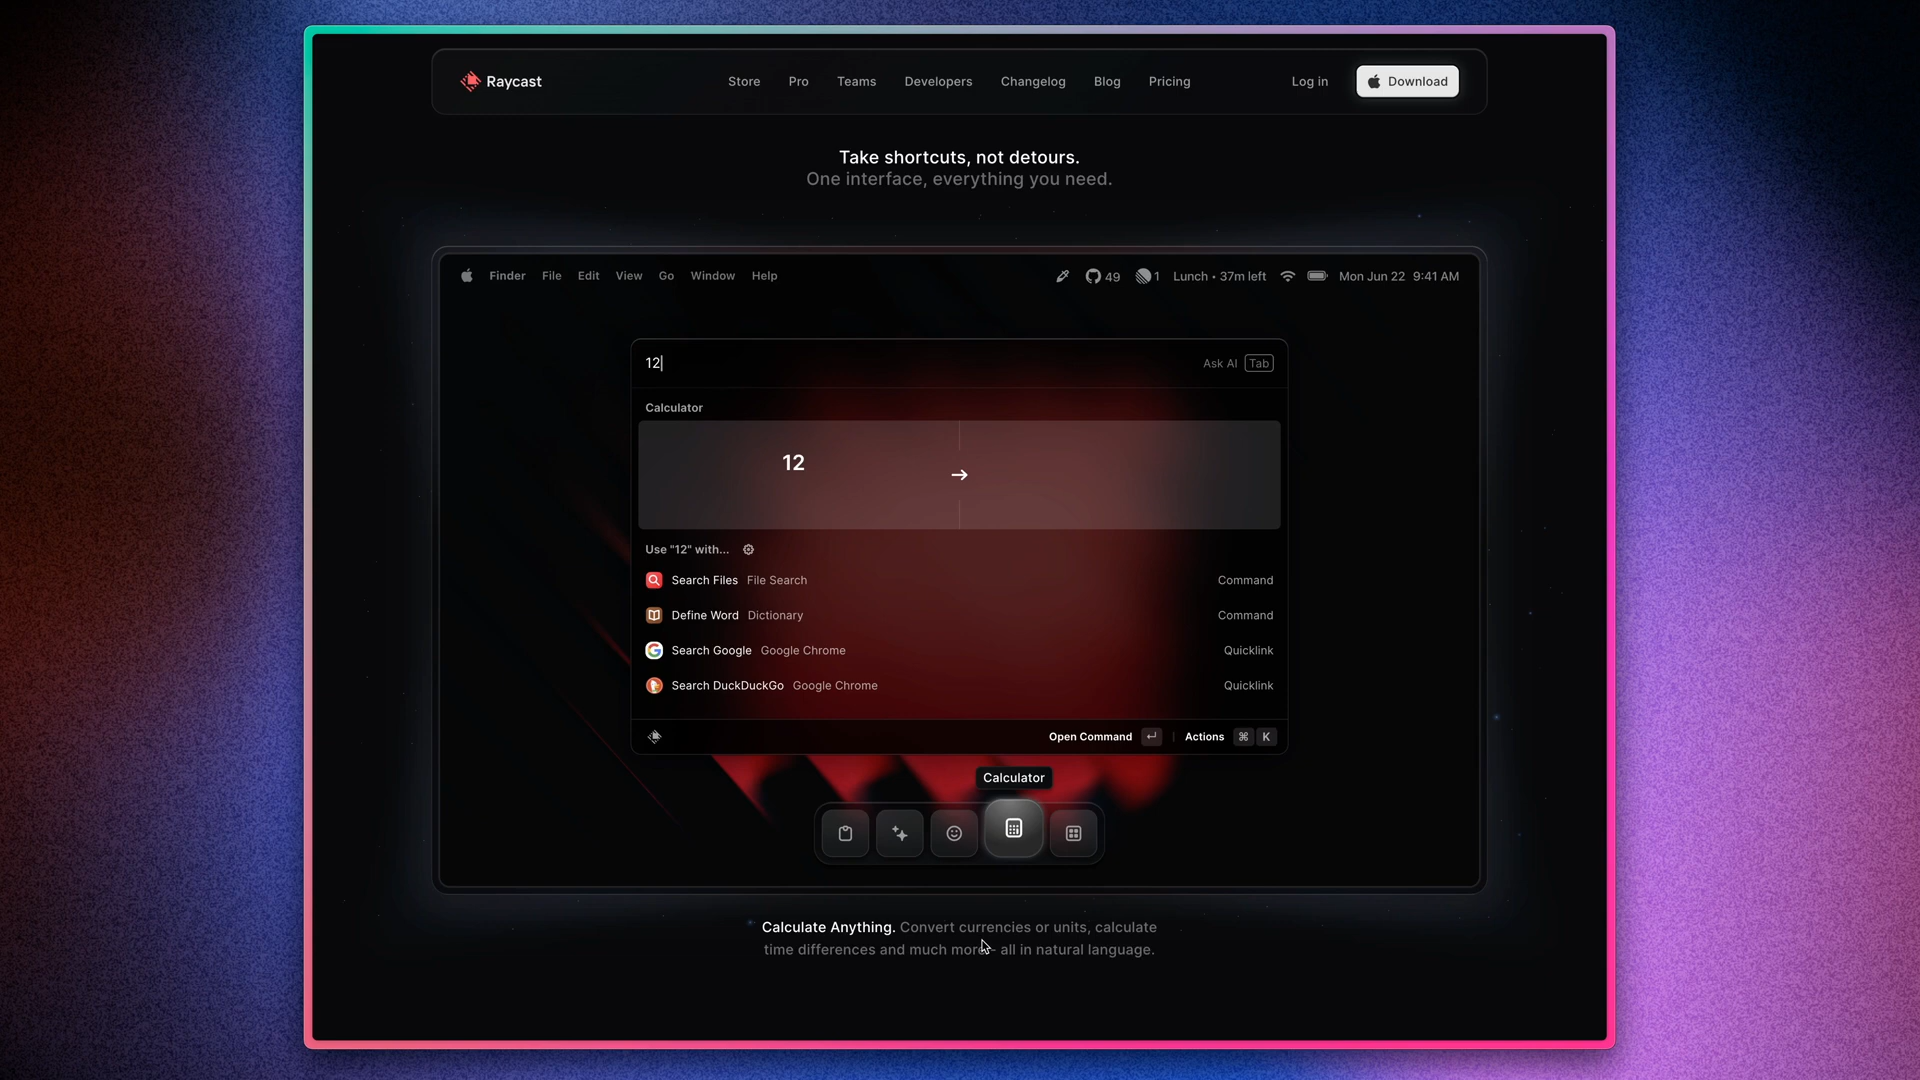 Raycast
Store Pro Teams Developers Changelog Blog Pricing
Log in
Download
Take shortcuts, not detours.
One interface, everything you need.
Finder File Edit View Go Window Help
49 1 Lunch • 37m left Mon Jun 22 9:41 AM
12
Ask AI Tab
Calculator
12 →
Use "12" with...
Search Files File Search Command
Define Word Dictionary Command
Search Google Google Chrome Quicklink
Search DuckDuckGo Google Chrome Quicklink
Open Command ↵ Actions ⌘ K
Calculator
Calculate Anything. Convert currencies or units, calculate
time differences and much more – all in natural language.